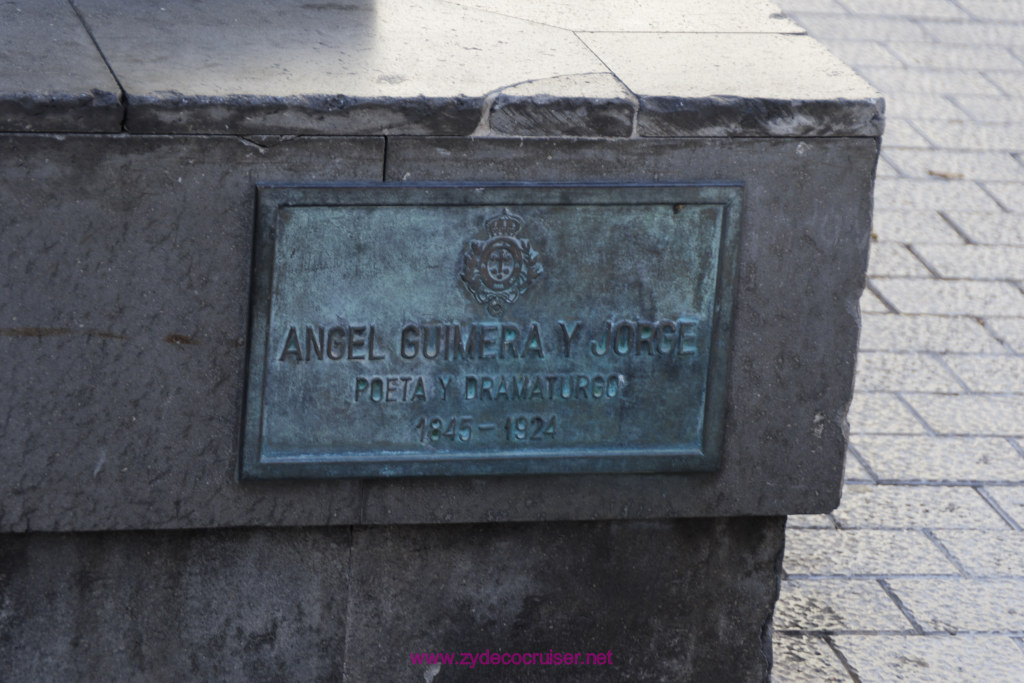 ANGEL GUIMERA Y JORGE
POETA Y DRAMATURGO
1845-1924
www.zydecocruiser.net